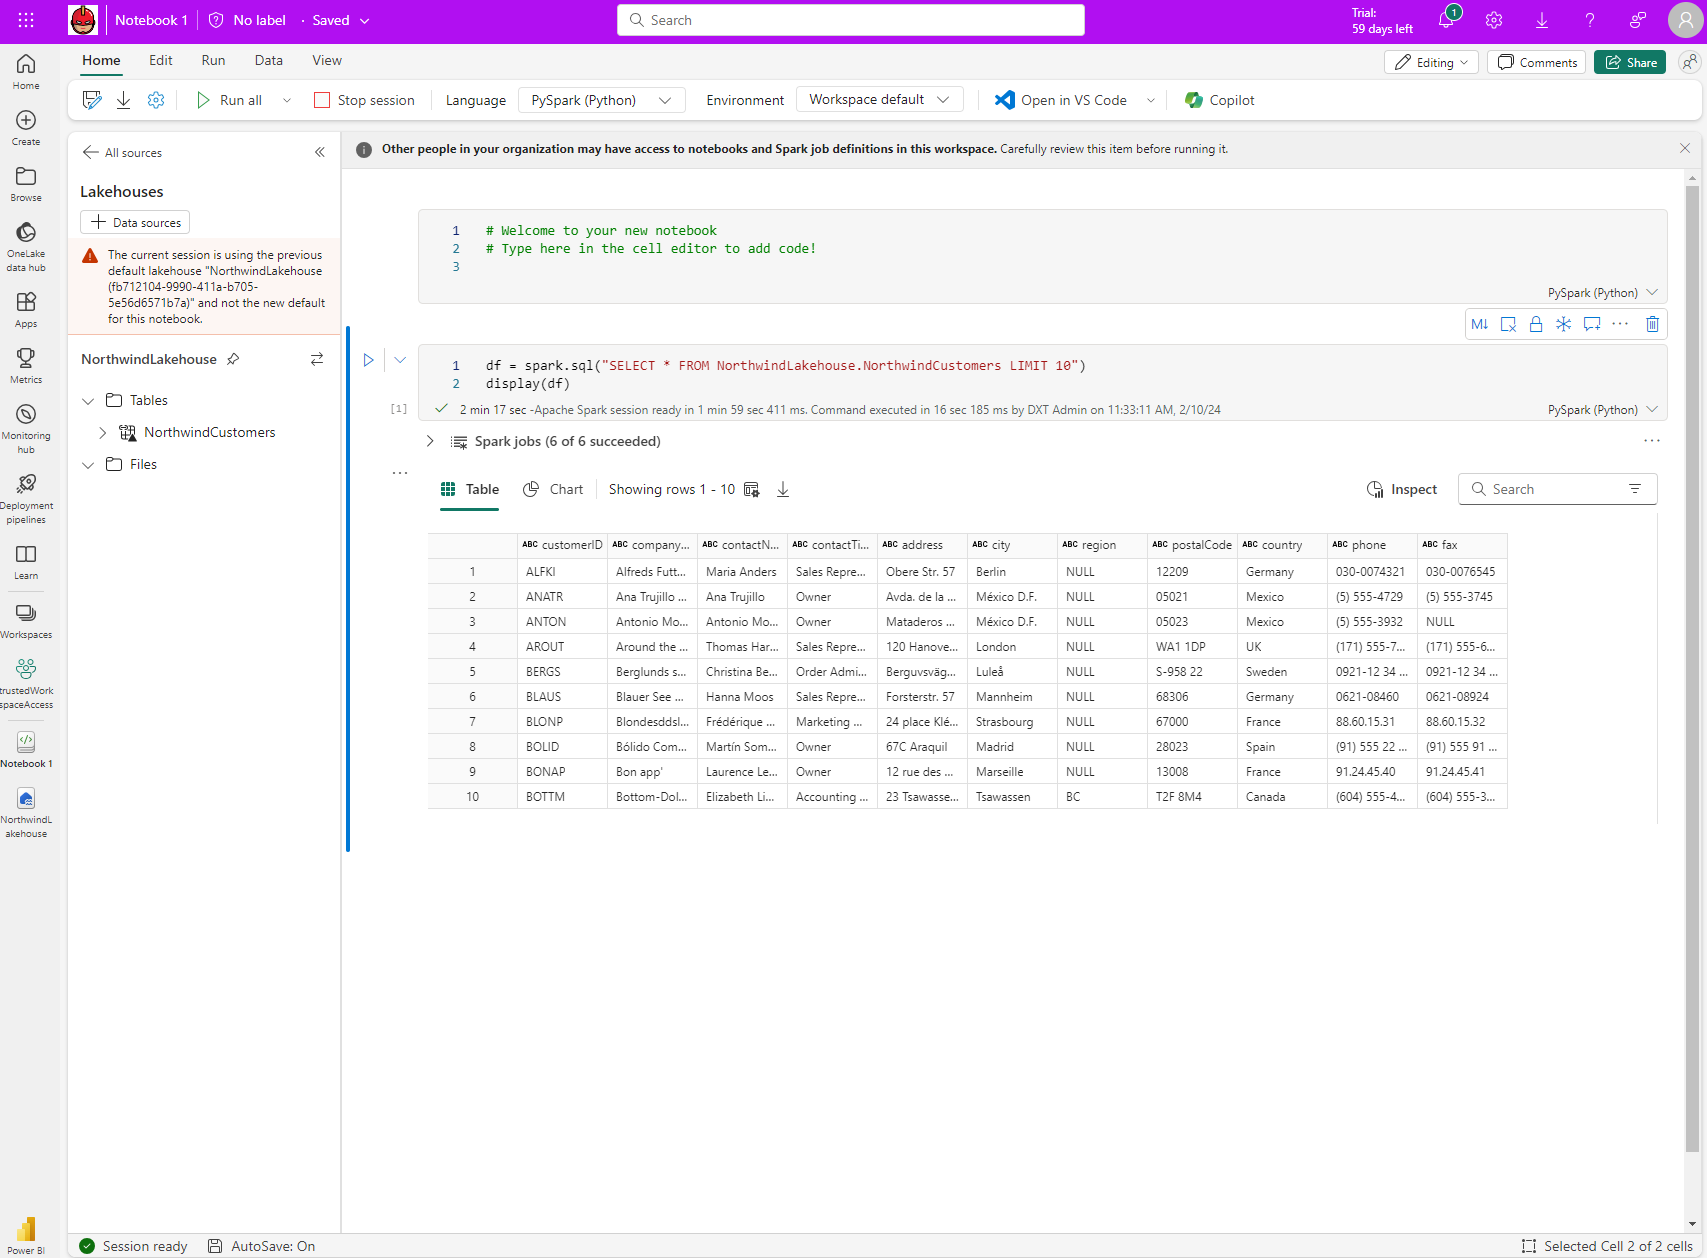 Notebook 1 No label · Saved
Search
Trial:
59 days left
1
Home Edit Run Data View
Editing Comments Share
Run all Stop session Language PySpark (Python) Environment Workspace default Open in VS Code Copilot
Home
Create
Browse
OneLake
data hub
Apps
Metrics
Monitoring
hub
Deployment
pipelines
Learn
Workspaces
trustedWork
spaceAccess
Notebook 1
NorthwindL
akehouse
Power BI
All sources
Lakehouses
Data sources
The current session is using the previous
default lakehouse "NorthwindLakehouse
(fb712104-9990-411a-b705-
5e56d6571b7a)" and not the new default
for this notebook.
NorthwindLakehouse
Tables
NorthwindCustomers
Files
Other people in your organization may have access to notebooks and Spark job definitions in this workspace. Carefully review this item before running it.
1 # Welcome to your new notebook
2 # Type here in the cell editor to add code!
3
PySpark (Python)
M↓
1 df = spark.sql("SELECT * FROM NorthwindLakehouse.NorthwindCustomers LIMIT 10")
2 display(df)
[1] 2 min 17 sec -Apache Spark session ready in 1 min 59 sec 411 ms. Command executed in 16 sec 185 ms by DXT Admin on 11:33:11 AM, 2/10/24 PySpark (Python)
Spark jobs (6 of 6 succeeded)
Table Chart Showing rows 1 - 10 Inspect Search
ABC customerID ABC company... ABC contactN... ABC contactTi... ABC address ABC city ABC region ABC postalCode ABC country ABC phone ABC fax
1 ALFKI Alfreds Futt... Maria Anders Sales Repre... Obere Str. 57 Berlin NULL 12209 Germany 030-0074321 030-0076545
2 ANATR Ana Trujillo ... Ana Trujillo Owner Avda. de la ... México D.F. NULL 05021 Mexico (5) 555-4729 (5) 555-3745
3 ANTON Antonio Mo... Antonio Mo... Owner Mataderos ... México D.F. NULL 05023 Mexico (5) 555-3932 NULL
4 AROUT Around the ... Thomas Har... Sales Repre... 120 Hanove... London NULL WA1 1DP UK (171) 555-7... (171) 555-6...
5 BERGS Berglunds s... Christina Be... Order Admi... Berguvsväg... Luleå NULL S-958 22 Sweden 0921-12 34 ... 0921-12 34 ...
6 BLAUS Blauer See ... Hanna Moos Sales Repre... Forsterstr. 57 Mannheim NULL 68306 Germany 0621-08460 0621-08924
7 BLONP Blondesddsl... Frédérique ... Marketing ... 24 place Klé... Strasbourg NULL 67000 France 88.60.15.31 88.60.15.32
8 BOLID Bólido Com... Martín Som... Owner 67C Araquil Madrid NULL 28023 Spain (91) 555 22 ... (91) 555 91 ...
9 BONAP Bon app' Laurence Le... Owner 12 rue des ... Marseille NULL 13008 France 91.24.45.40 91.24.45.41
10 BOTTM Bottom-Dol... Elizabeth Li... Accounting ... 23 Tsawasse... Tsawassen BC T2F 8M4 Canada (604) 555-4... (604) 555-3...
Session ready AutoSave: On Selected Cell 2 of 2 cells